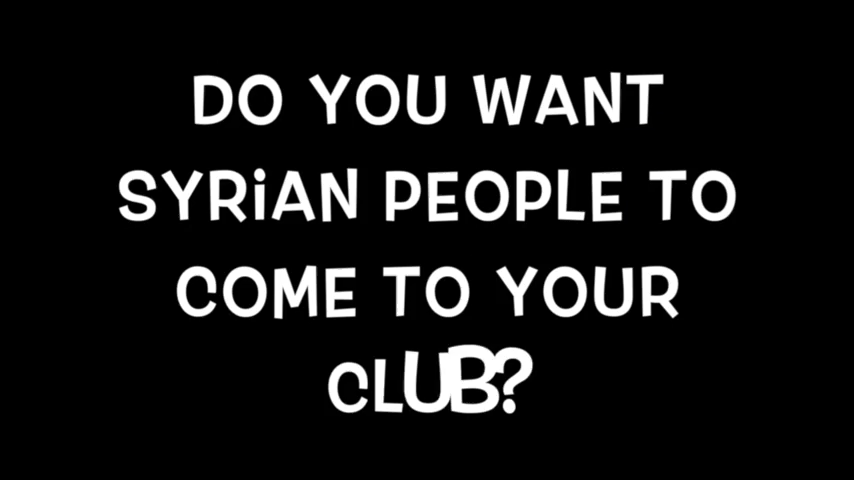 DO YOU WANT
SYRiAN PEOPLE TO
COME TO YOUR
CLUB?